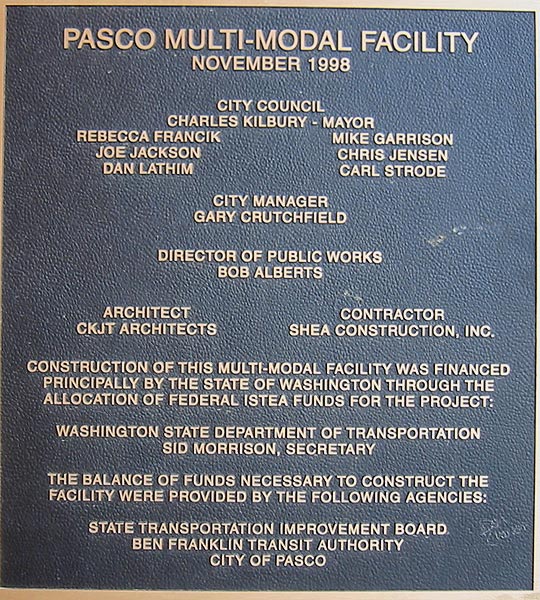 PASCO MULTI-MODAL FACILITY
NOVEMBER 1998
CITY COUNCIL
CHARLES KILBURY - MAYOR
REBECCA FRANCIK MIKE GARRISON
JOE JACKSON CHRIS JENSEN
DAN LATHIM CARL STRODE
CITY MANAGER
GARY CRUTCHFIELD
DIRECTOR OF PUBLIC WORKS
BOB ALBERTS
ARCHITECT CONTRACTOR
CKJT ARCHITECTS SHEA CONSTRUCTION, INC.
CONSTRUCTION OF THIS MULTI-MODAL FACILITY WAS FINANCED
PRINCIPALLY BY THE STATE OF WASHINGTON THROUGH THE
ALLOCATION OF FEDERAL ISTEA FUNDS FOR THE PROJECT:
WASHINGTON STATE DEPARTMENT OF TRANSPORTATION
SID MORRISON, SECRETARY
THE BALANCE OF FUNDS NECESSARY TO CONSTRUCT THE
FACILITY WERE PROVIDED BY THE FOLLOWING AGENCIES:
STATE TRANSPORTATION IMPROVEMENT BOARD
BEN FRANKLIN TRANSIT AUTHORITY
CITY OF PASCO